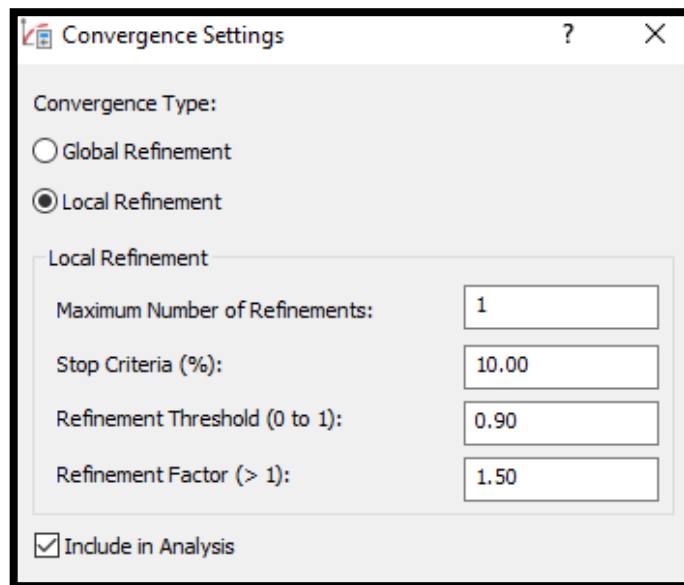 Convergence Settings ? X
Convergence Type:
Global Refinement
Local Refinement
Local Refinement
Maximum Number of Refinements: 1
Stop Criteria (%): 10.00
Refinement Threshold (0 to 1): 0.90
Refinement Factor (> 1): 1.50
Include in Analysis